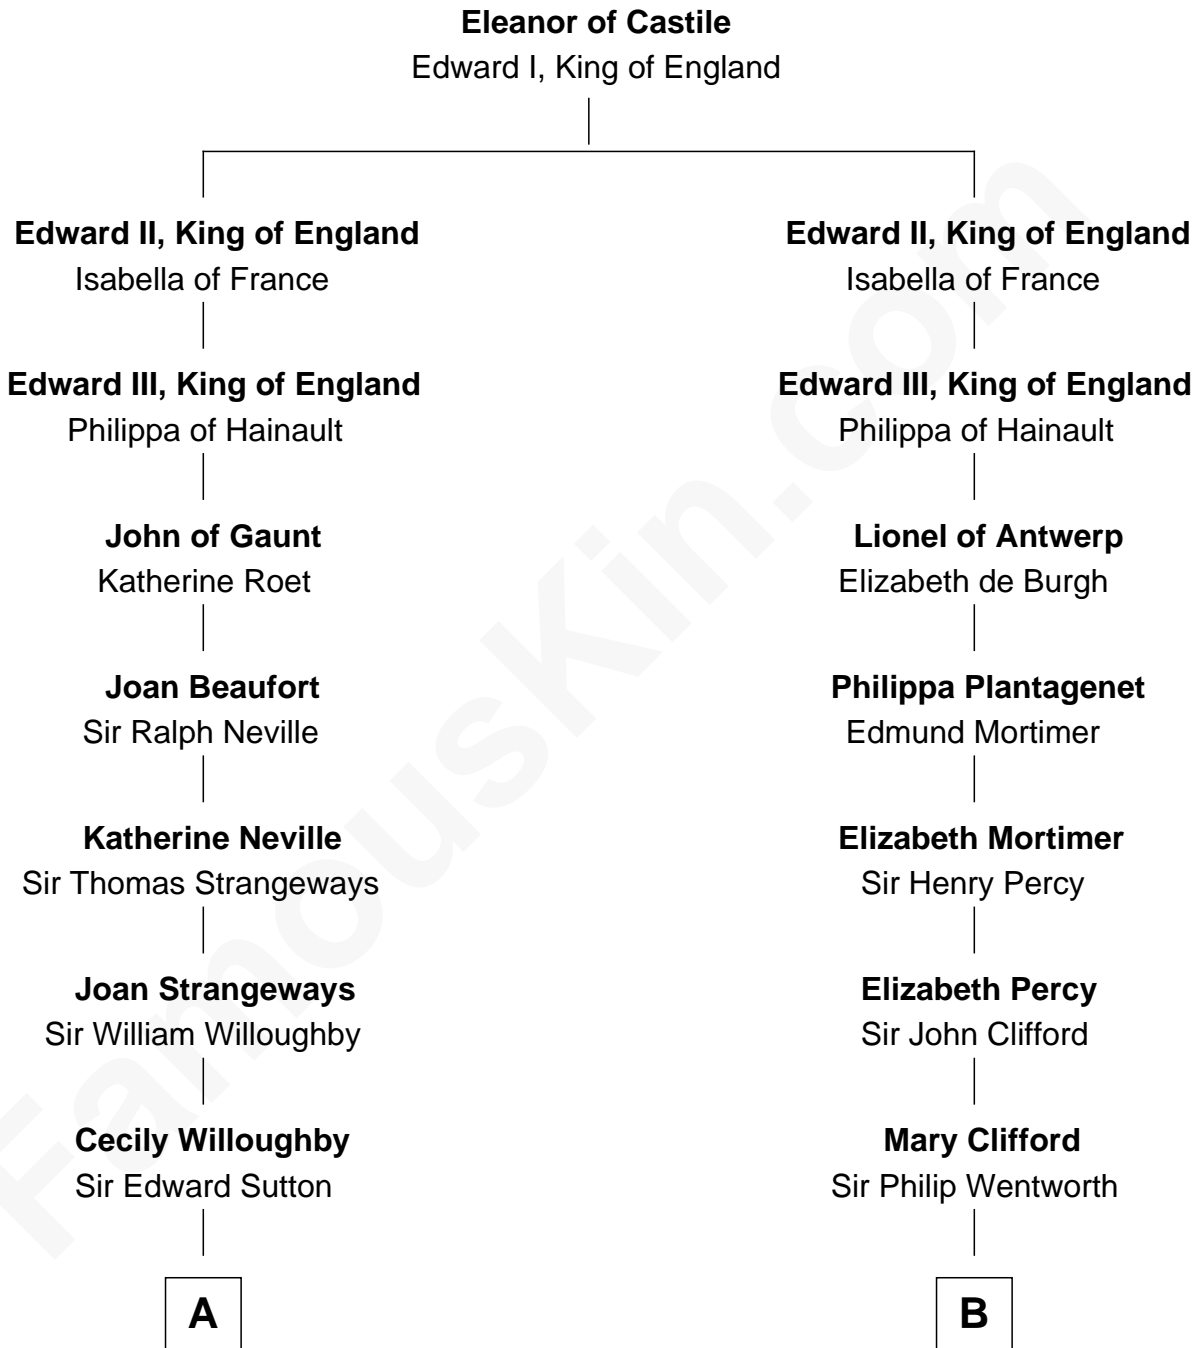 Eleanor of Castile
Edward I, King of England
Edward II, King of England
Isabella of France
Edward III, King of England
Philippa of Hainault
John of Gaunt
Katherine Roet
Joan Beaufort
Sir Ralph Neville
Katherine Neville
Sir Thomas Strangeways
Joan Strangeways
Sir William Willoughby
Cecily Willoughby
Sir Edward Sutton
A
Edward II, King of England
Isabella of France
Edward III, King of England
Philippa of Hainault
Lionel of Antwerp
Elizabeth de Burgh
Philippa Plantagenet
Edmund Mortimer
Elizabeth Mortimer
Sir Henry Percy
Elizabeth Percy
Sir John Clifford
Mary Clifford
Sir Philip Wentworth
B
FamousKin.com